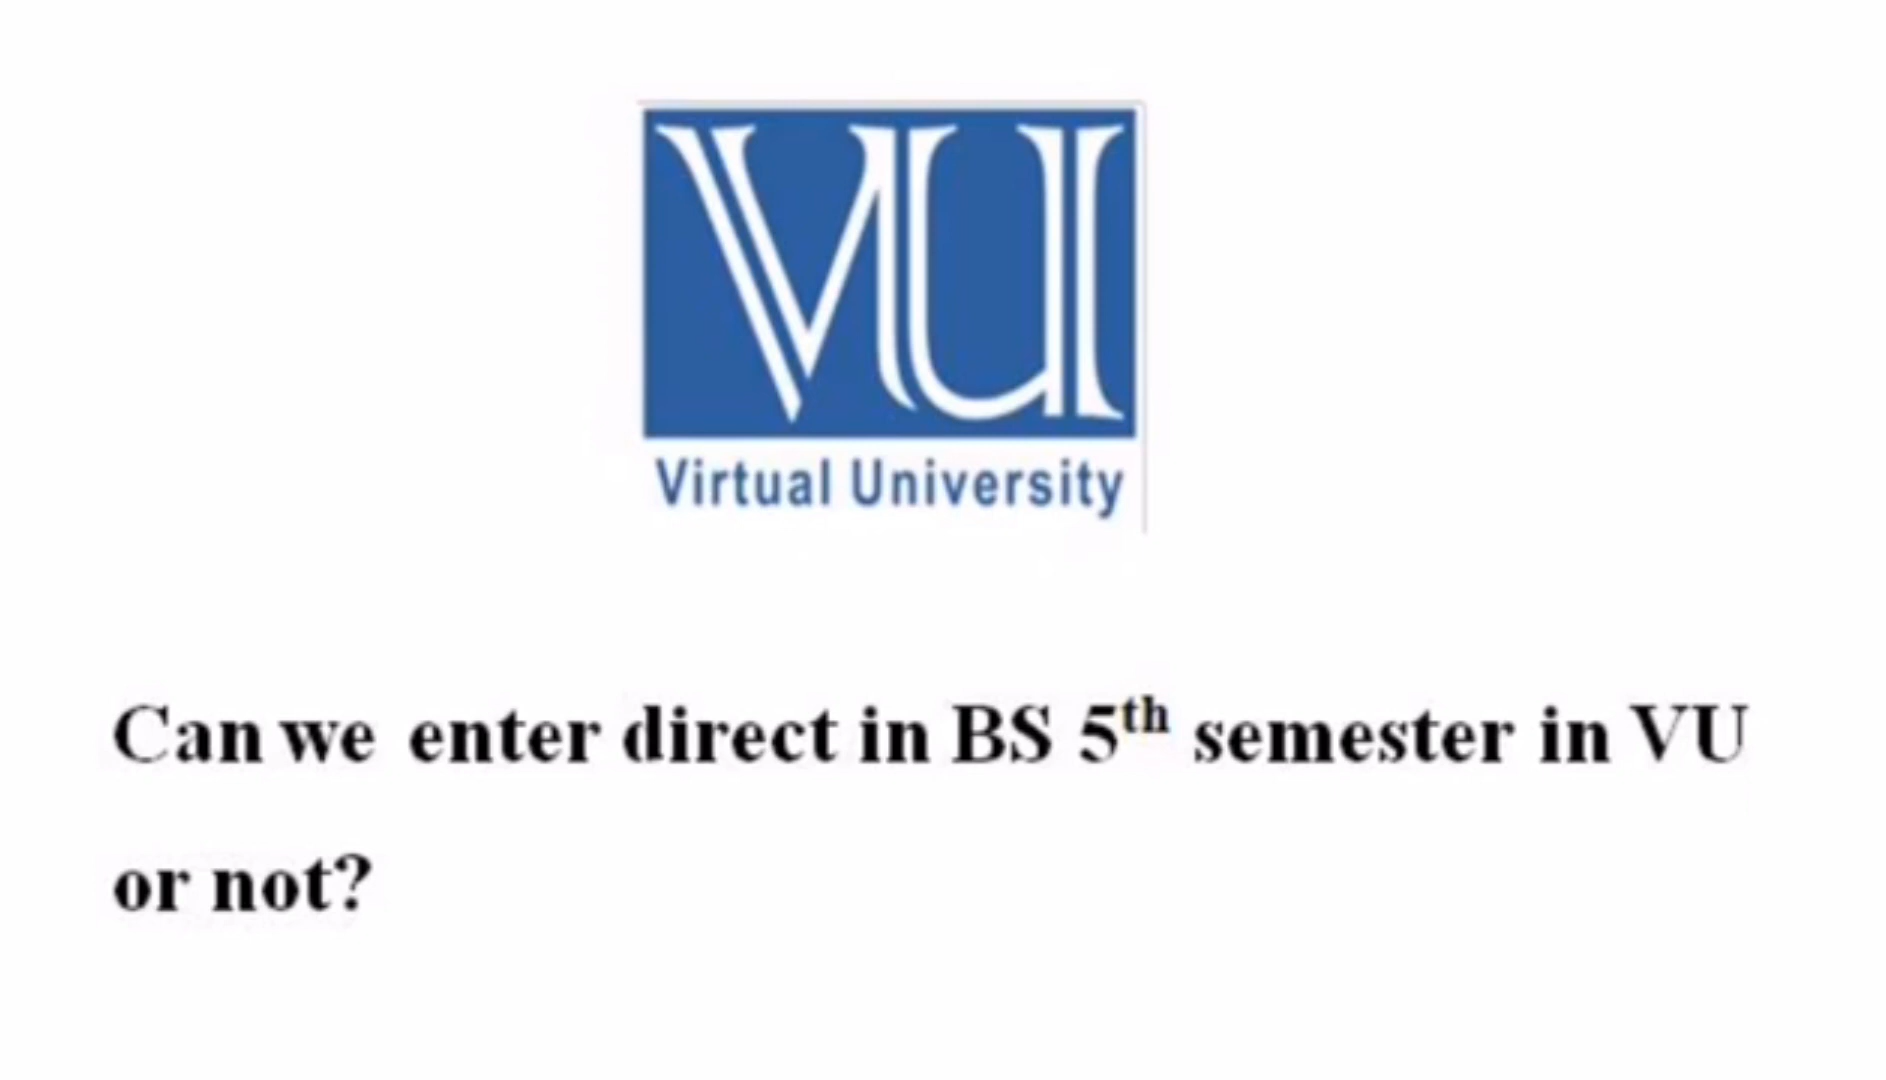 VU
Virtual University
Can we enter direct in BS 5th semester in VU
or not?